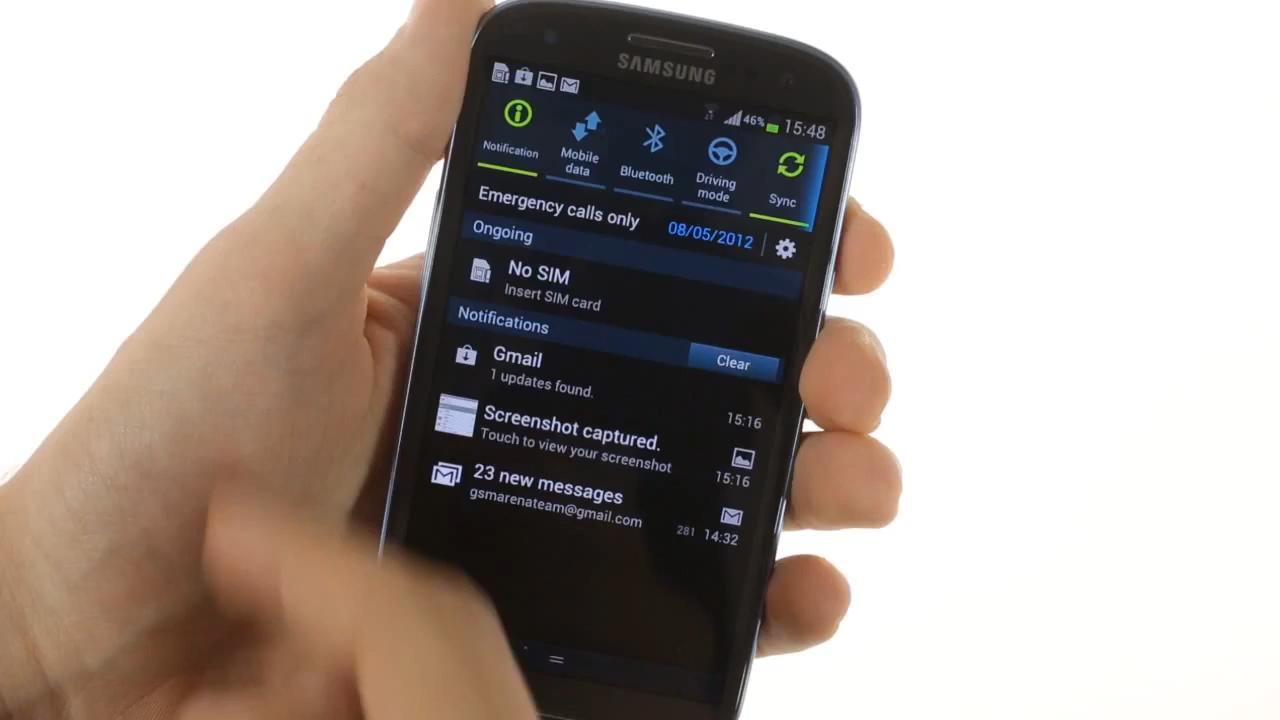 SAMSUNG
46% 15:48
Notification
Mobile data
Bluetooth
Driving mode
Sync
Emergency calls only
08/05/2012
Ongoing
No SIM
Insert SIM card
Notifications
Clear
Gmail
1 updates found.
15:16
Screenshot captured.
Touch to view your screenshot
15:16
23 new messages
gsmarenateam@gmail.com
281 14:32